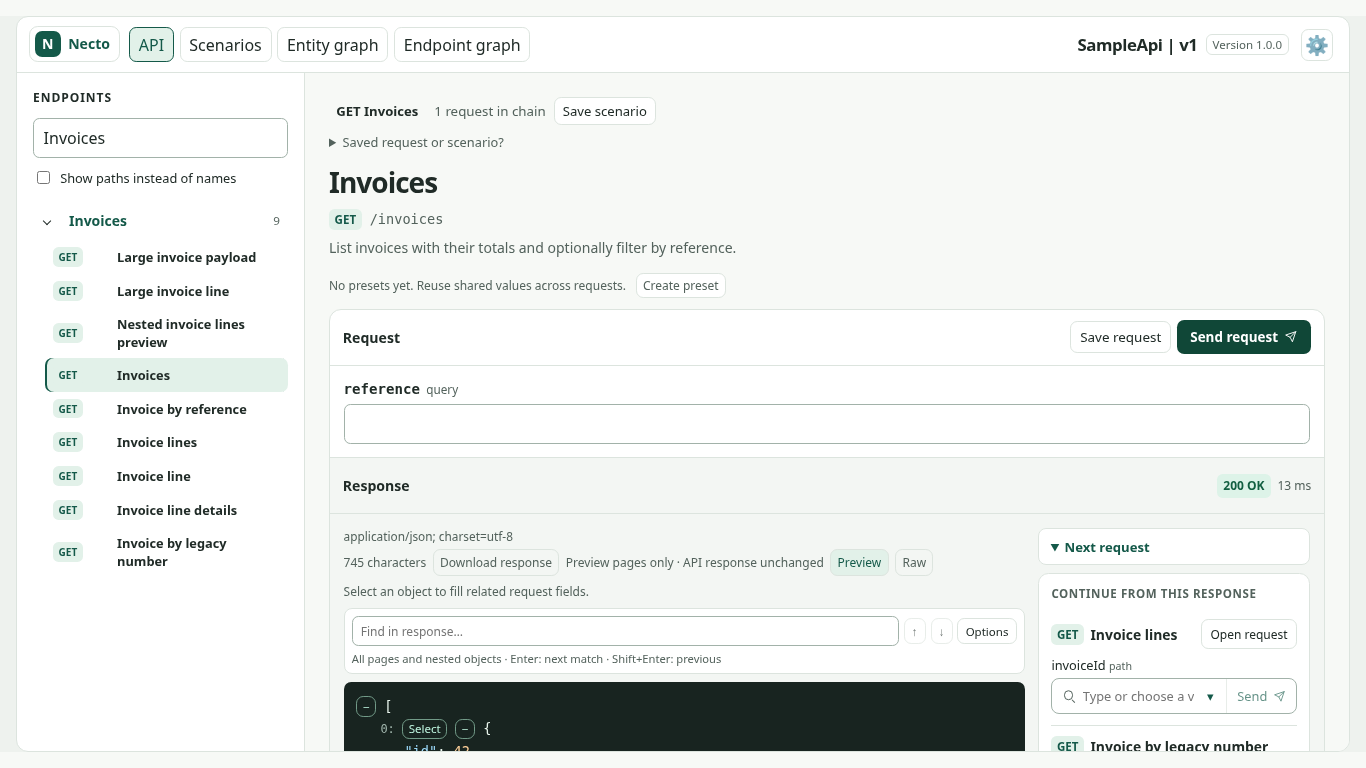 N Necto API Scenarios Entity graph Endpoint graph SampleApi | v1 Version 1.0.0
ENDPOINTS
Invoices
Show paths instead of names
Invoices 9
GET Large invoice payload
GET Large invoice line
GET Nested invoice lines
preview
GET Invoices
GET Invoice by reference
GET Invoice lines
GET Invoice line
GET Invoice line details
GET Invoice by legacy
number
GET Invoices 1 request in chain Save scenario
Saved request or scenario?
Invoices
GET /invoices
List invoices with their totals and optionally filter by reference.
No presets yet. Reuse shared values across requests. Create preset
Request Save request Send request
reference query
Response 200 OK 13 ms
application/json; charset=utf-8
745 characters Download response Preview pages only · API response unchanged Preview Raw
Select an object to fill related request fields.
Find in response... ↑ ↓ Options
All pages and nested objects · Enter: next match · Shift+Enter: previous
− [
0: Select − {
"id": 42
Next request
CONTINUE FROM THIS RESPONSE
GET Invoice lines Open request
invoiceId path
Type or choose a v Send
GET Invoice by legacy number